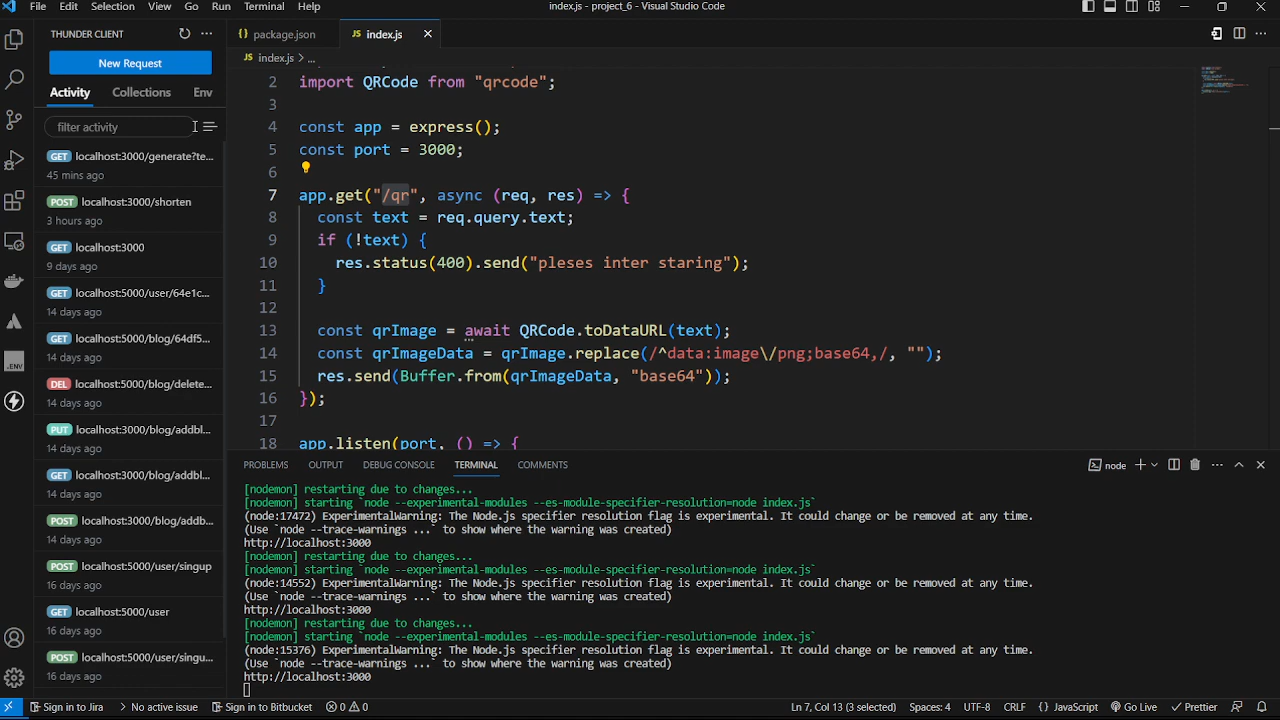 File Edit Selection View Go Run Terminal Help index.js - project_6 - Visual Studio Code
THUNDER CLIENT
New Request
Activity Collections Env
filter activity
GET localhost:3000/generate?te...
45 mins ago
POST localhost:3000/shorten
3 hours ago
GET localhost:3000
9 days ago
GET localhost:5000/user/64e1c...
14 days ago
GET localhost:5000/blog/64df5...
14 days ago
DEL localhost:5000/blog/delete...
14 days ago
PUT localhost:5000/blog/addbl...
14 days ago
GET localhost:5000/blog/addbl...
14 days ago
POST localhost:5000/blog/addb...
14 days ago
POST localhost:5000/user/singup
16 days ago
GET localhost:5000/user
16 days ago
POST localhost:5000/user/singu...
16 days ago
package.json index.js
JS index.js > ...
2 import QRCode from "qrcode";
3
4 const app = express();
5 const port = 3000;
6
7 app.get("/qr", async (req, res) => {
8 const text = req.query.text;
9 if (!text) {
10 res.status(400).send("pleses inter staring");
11 }
12
13 const qrImage = await QRCode.toDataURL(text);
14 const qrImageData = qrImage.replace(/^data:image\/png;base64,/, "");
15 res.send(Buffer.from(qrImageData, "base64"));
16 });
17
18 app.listen(port, () => {
PROBLEMS OUTPUT DEBUG CONSOLE TERMINAL COMMENTS node
[nodemon] restarting due to changes...
[nodemon] starting `node --experimental-modules --es-module-specifier-resolution=node index.js`
(node:17472) ExperimentalWarning: The Node.js specifier resolution flag is experimental. It could change or be removed at any time.
(Use `node --trace-warnings ...` to show where the warning was created)
http://localhost:3000
[nodemon] restarting due to changes...
[nodemon] starting `node --experimental-modules --es-module-specifier-resolution=node index.js`
(node:14552) ExperimentalWarning: The Node.js specifier resolution flag is experimental. It could change or be removed at any time.
(Use `node --trace-warnings ...` to show where the warning was created)
http://localhost:3000
[nodemon] restarting due to changes...
[nodemon] starting `node --experimental-modules --es-module-specifier-resolution=node index.js`
(node:15376) ExperimentalWarning: The Node.js specifier resolution flag is experimental. It could change or be removed at any time.
(Use `node --trace-warnings ...` to show where the warning was created)
http://localhost:3000
Sign in to Jira No active issue Sign in to Bitbucket 0 0 Ln 7, Col 13 (3 selected) Spaces: 4 UTF-8 CRLF {} JavaScript Go Live Prettier